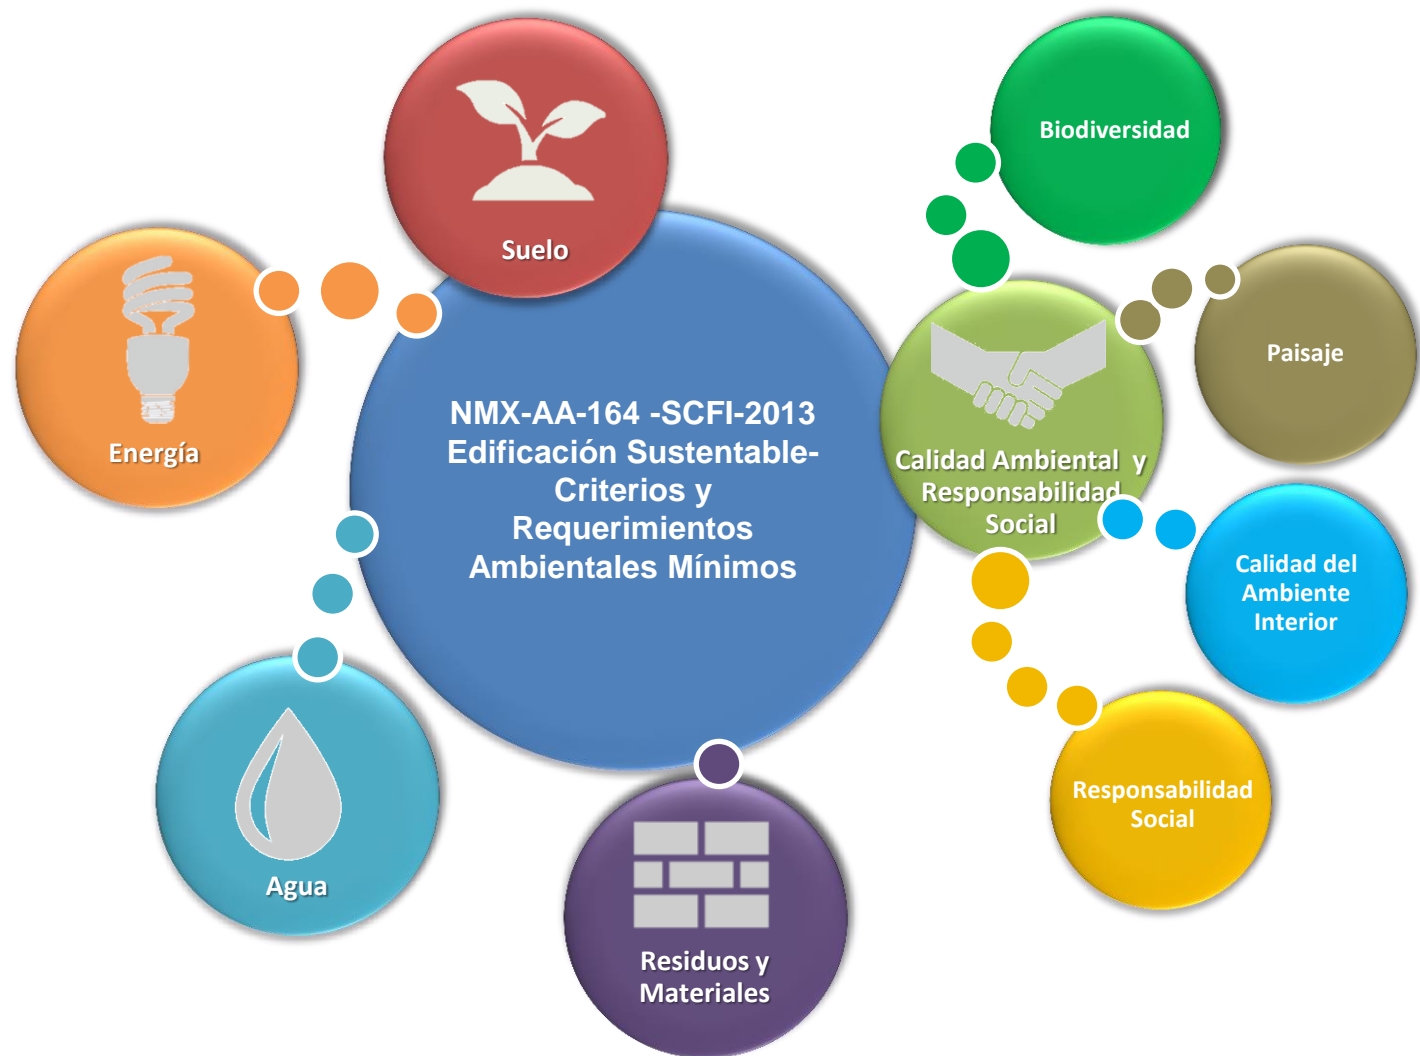 Suelo
Biodiversidad
Energía
NMX-AA-164 -SCFI-2013
Edificación Sustentable-
Criterios y
Requerimientos
Ambientales Mínimos
Calidad Ambiental y
Responsabilidad
Social
Paisaje
Calidad del
Ambiente
Interior
Responsabilidad
Social
Agua
Residuos y
Materiales